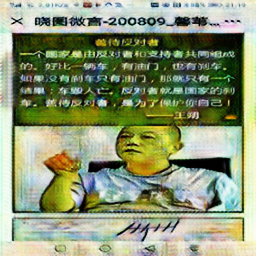 晓图微言-200809_馨苇... ...
善待反对者
一个国家是由反对者和支持者共同组成
的。好比一辆车，有油门，也有刹车。
如果没有刹车只有油门，那就只有一个
结果：车毁人亡。反对者就是国家的刹
车。善待反对者，是为了保护你自己！
——王朔